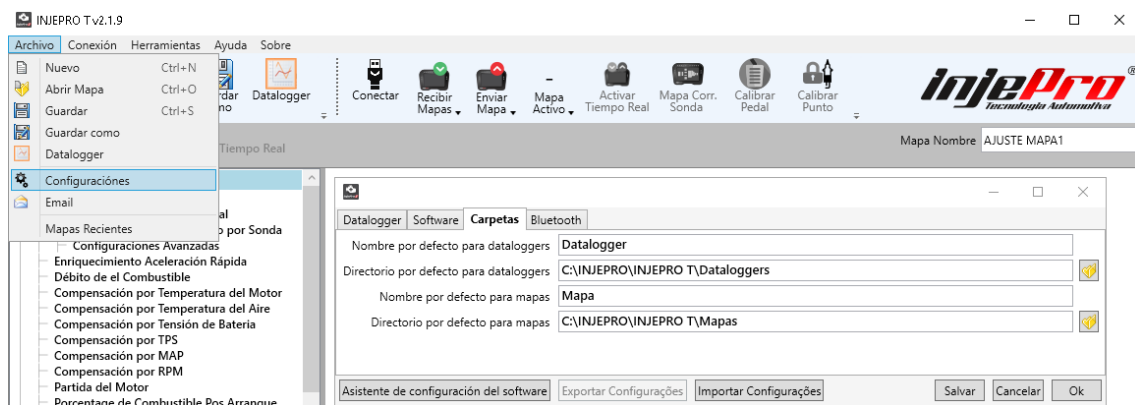 INJEPRO T v2.1.9
Archivo Conexión Herramientas Ayuda Sobre
Nuevo Ctrl+N
Abrir Mapa Ctrl+O
Guardar Ctrl+S
Guardar como
Datalogger
Configuraciónes
Email
Mapas Recientes
dar
no
Datalogger
Conectar
Recibir
Mapas
Enviar
Mapa
-
Mapa
Activo
Activar
Tiempo Real
Mapa Corr.
Sonda
Calibrar
Pedal
Calibrar
Punto
injePro®
Tecnología Automotiva
Tiempo Real
Mapa Nombre AJUSTE MAPA1
al
o por Sonda
Configuraciones Avanzadas
Enriquecimiento Aceleración Rápida
Débito de el Combustible
Compensación por Temperatura del Motor
Compensación por Temperatura del Aire
Compensación por Tensión de Bateria
Compensación por TPS
Compensación por MAP
Compensación por RPM
Partida del Motor
Porcentage de Combustible Pos Arranque
Datalogger Software Carpetas Bluetooth
Nombre por defecto para dataloggers Datalogger
Directorio por defecto para dataloggers C:\INJEPRO\INJEPRO T\Dataloggers
Nombre por defecto para mapas Mapa
Directorio por defecto para mapas C:\INJEPRO\INJEPRO T\Mapas
Asistente de configuración del software Exportar Configurações Importar Configurações Salvar Cancelar Ok